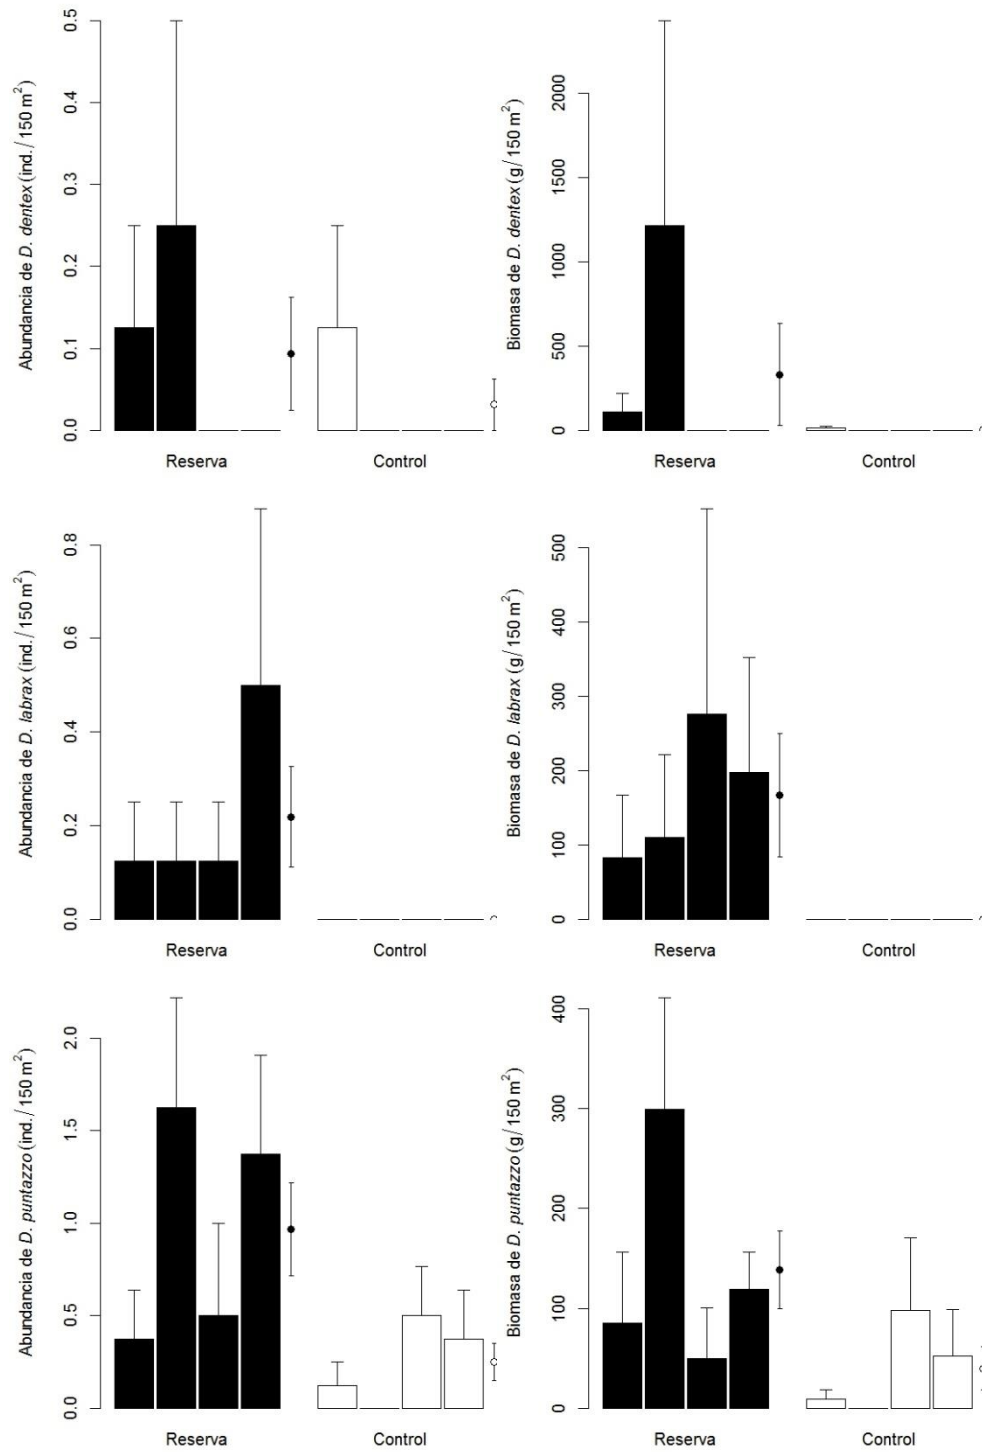 Abundancia de D. dentex (ind./150 m²)
0.0 0.1 0.2 0.3 0.4 0.5
Reserva Control
Biomasa de D. dentex (g/150 m²)
0 500 1000 1500 2000
Reserva Control
Abundancia de D. labrax (ind./150 m²)
0.0 0.2 0.4 0.6 0.8
Reserva Control
Biomasa de D. labrax (g/150 m²)
0 100 200 300 400 500
Reserva Control
Abundancia de D. puntazzo (ind./150 m²)
0.0 0.5 1.0 1.5 2.0
Reserva Control
Biomasa de D. puntazzo (g/150 m²)
0 100 200 300 400
Reserva Control